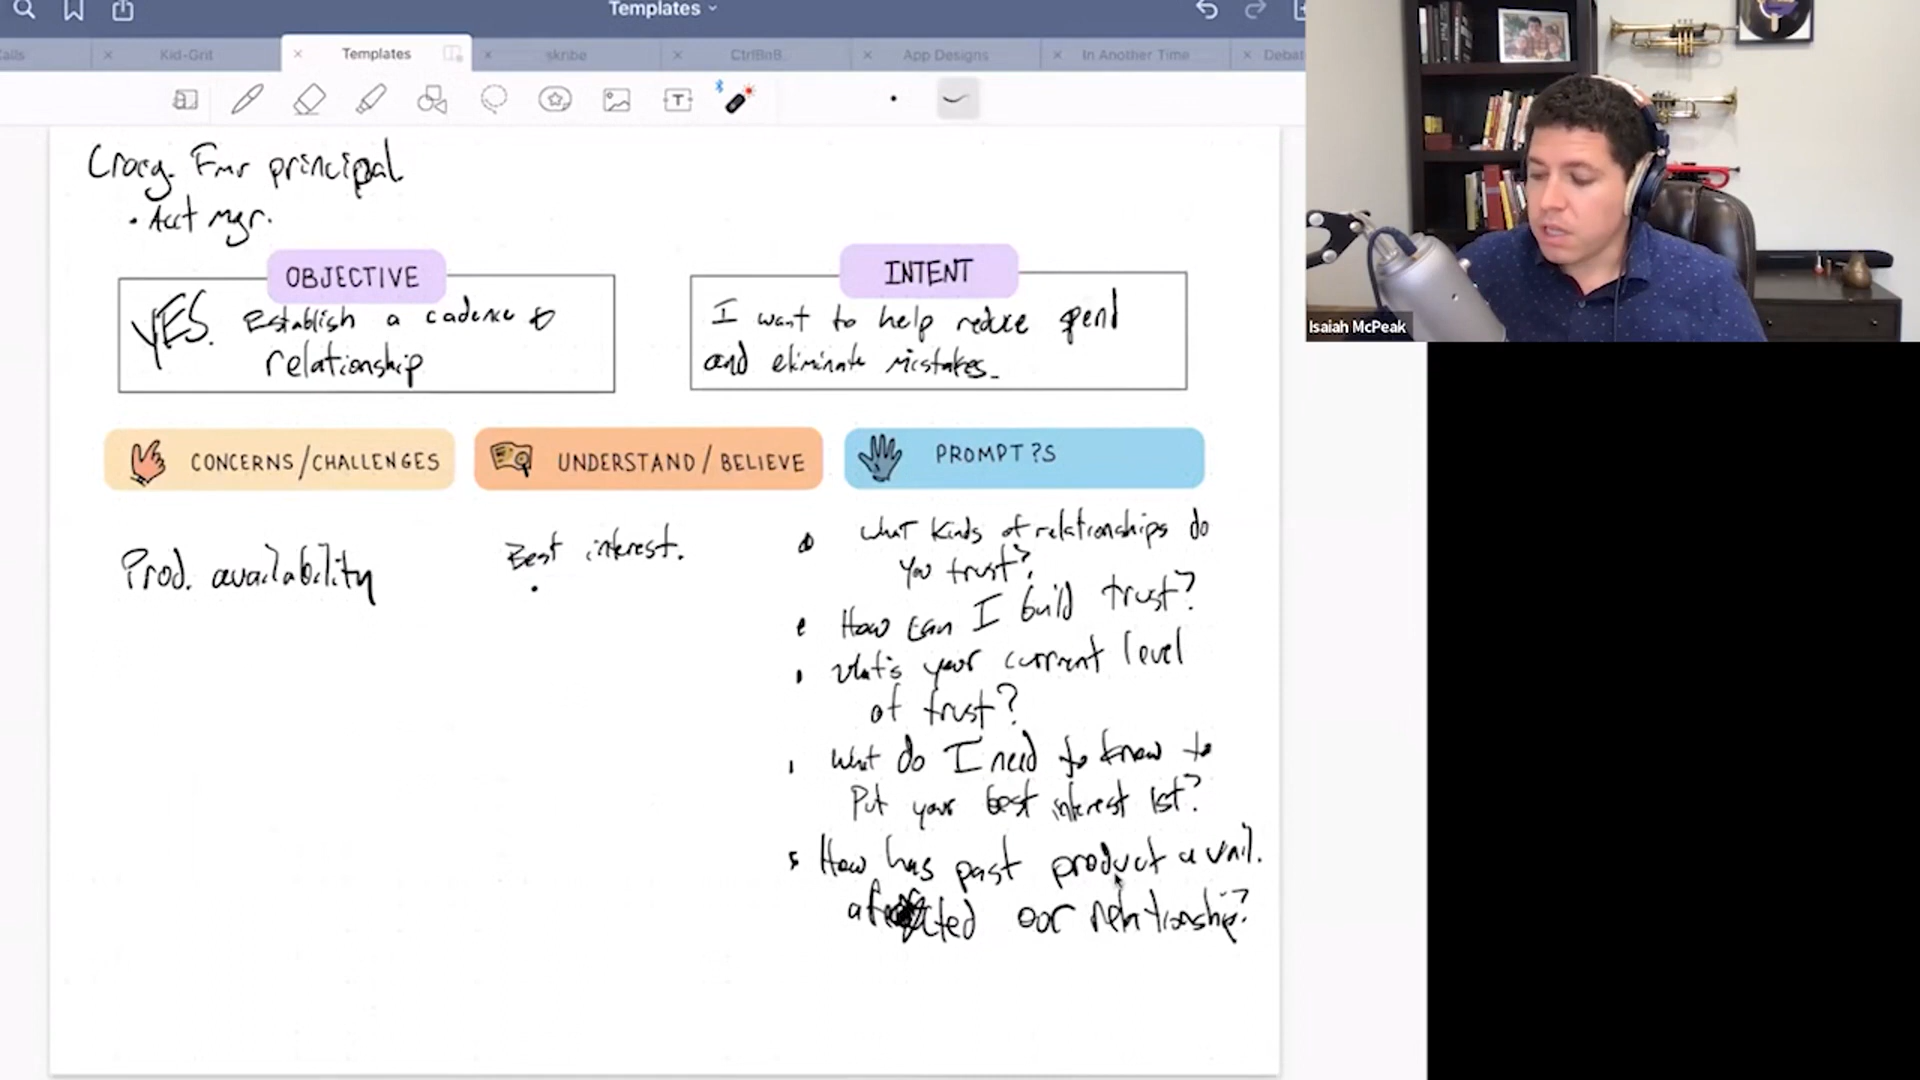 Templates
alls
Kid-Grit
Templates
skribe
CtrlBnB
App Designs
In Another Time
Debat
Isaiah McPeak
Fmr principal
• Acct Mgr.
OBJECTIVE
YES. Establish a cadence &
relationship
INTENT
I want to help reduce spend
and eliminate mistakes.
CONCERNS/CHALLENGES
UNDERSTAND/BELIEVE
PROMPT?S
Prod. availability
Best interest.
•
What kinds of relationships do
you trust?
• How can I build trust?
• What's your current level
of trust?
• What do I need to know to
Put your best interest 1st?
• How has past product avail.
affected our relationship?